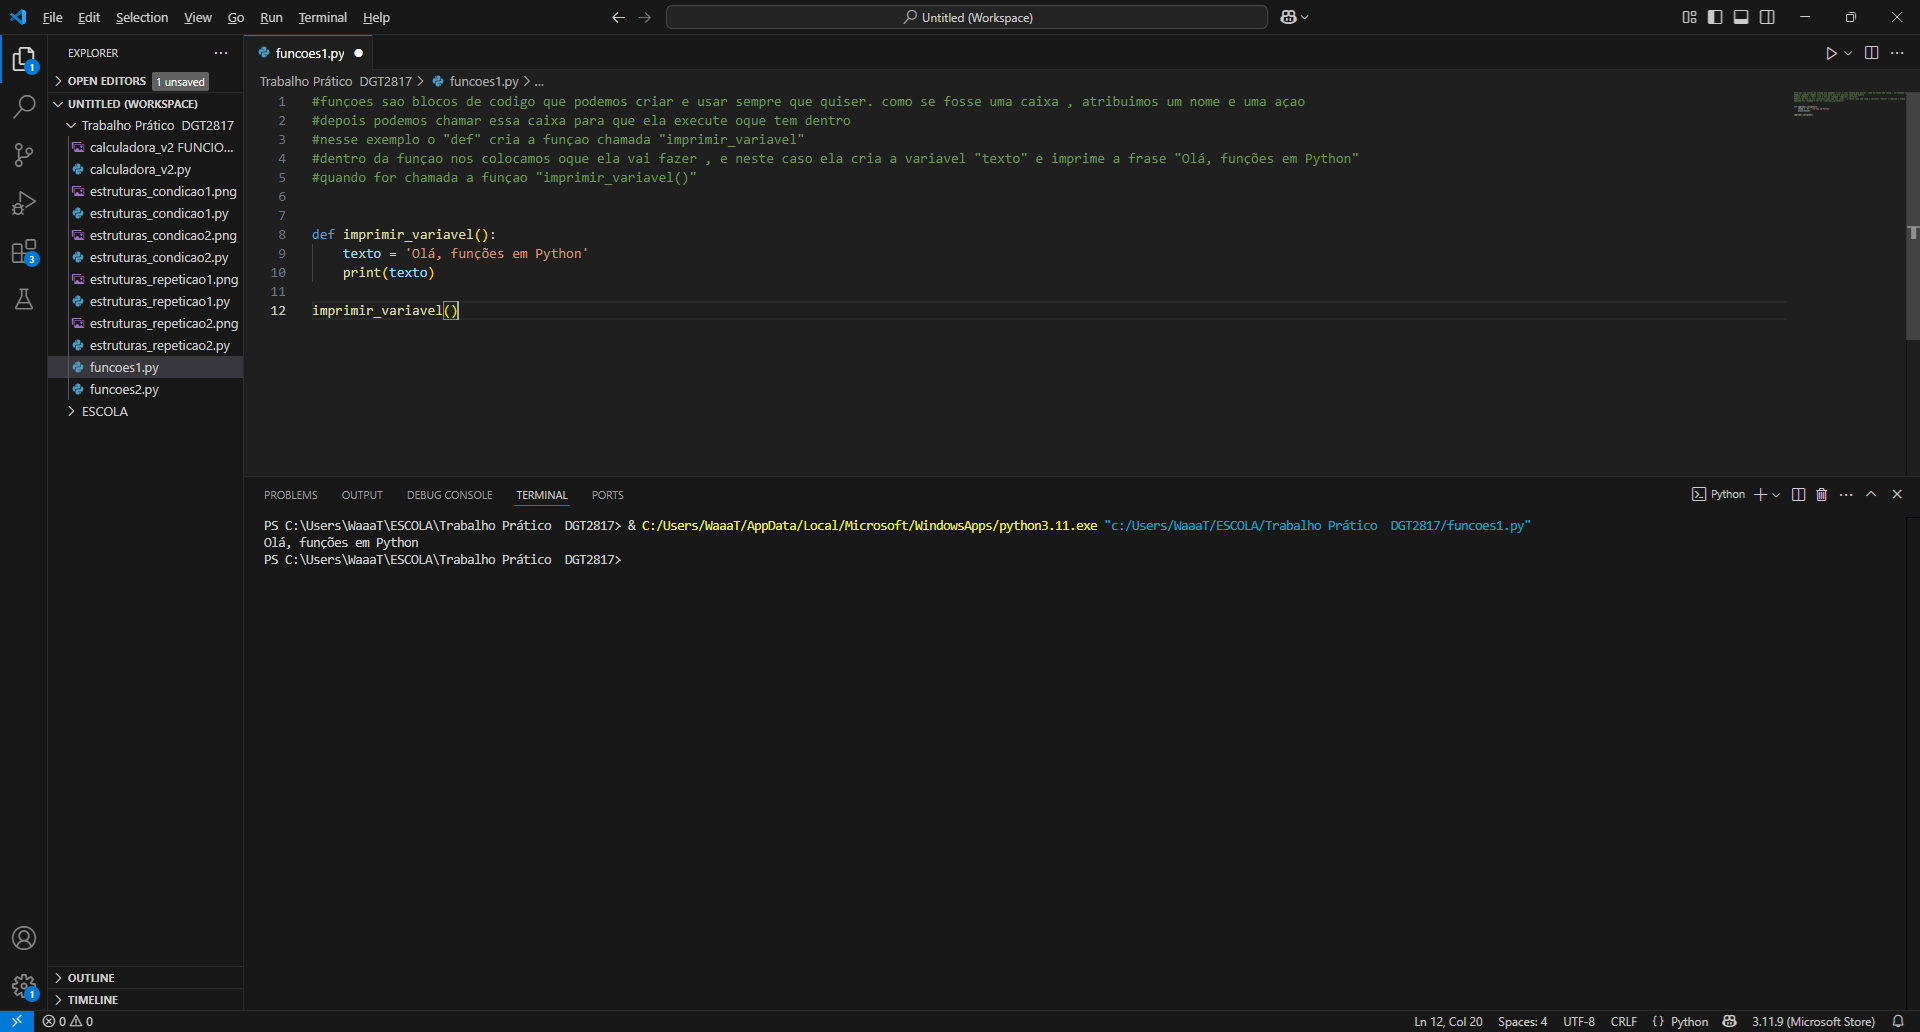 File Edit Selection View Go Run Terminal Help
Untitled (Workspace)
EXPLORER
OPEN EDITORS 1 unsaved
UNTITLED (WORKSPACE)
Trabalho Prático  DGT2817
calculadora_v2 FUNCIO...
calculadora_v2.py
estruturas_condicao1.png
estruturas_condicao1.py
estruturas_condicao2.png
estruturas_condicao2.py
estruturas_repeticao1.png
estruturas_repeticao1.py
estruturas_repeticao2.png
estruturas_repeticao2.py
funcoes1.py
funcoes2.py
ESCOLA
OUTLINE
TIMELINE
1
3
1
funcoes1.py
Trabalho Prático  DGT2817 > funcoes1.py > ...
1 #funçoes sao blocos de codigo que podemos criar e usar sempre que quiser. como se fosse uma caixa , atribuimos um nome e uma açao
2 #depois podemos chamar essa caixa para que ela execute oque tem dentro
3 #nesse exemplo o "def" cria a funçao chamada "imprimir_variavel"
4 #dentro da funçao nos colocamos oque ela vai fazer , e neste caso ela cria a variavel "texto" e imprime a frase "Olá, funções em Python"
5 #quando for chamada a funçao "imprimir_variavel()"
6
7
8 def imprimir_variavel():
9     texto = 'Olá, funções em Python'
10     print(texto)
11
12 imprimir_variavel()
PROBLEMS OUTPUT DEBUG CONSOLE TERMINAL PORTS
Python
PS C:\Users\WaaaT\ESCOLA\Trabalho Prático  DGT2817> & C:/Users/WaaaT/AppData/Local/Microsoft/WindowsApps/python3.11.exe "c:/Users/WaaaT/ESCOLA/Trabalho Prático  DGT2817/funcoes1.py"
Olá, funções em Python
PS C:\Users\WaaaT\ESCOLA\Trabalho Prático  DGT2817>
0 0
Ln 12, Col 20 Spaces: 4 UTF-8 CRLF {} Python 3.11.9 (Microsoft Store)